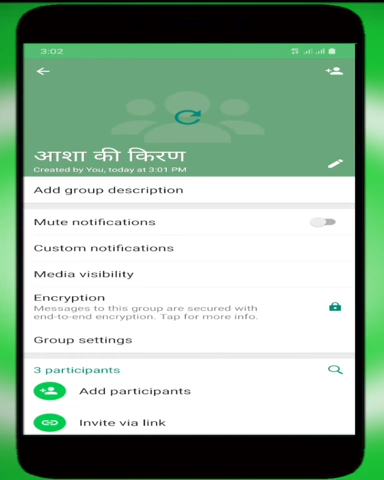 3:02
आशा की किरण
Created by You, today at 3:01 PM
Add group description
Mute notifications
Custom notifications
Media visibility
Encryption
Messages to this group are secured with
end-to-end encryption. Tap for more info.
Group settings
3 participants
Add participants
Invite via link